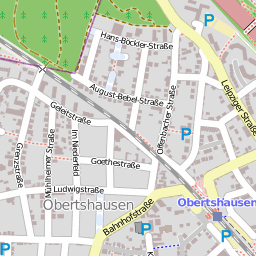 Hans-Böckler-Straße
P
Leipziger Straße
August-Bebel-Straße
Geleitstraße
Offenbacher Straße
P
Grenzstraße
Mühlheimer Straße
Im Niederfeld
Goethestraße
Ludwigstraße
Obertshausen
Obertshausen
Bahnhofstraße
P
P
P